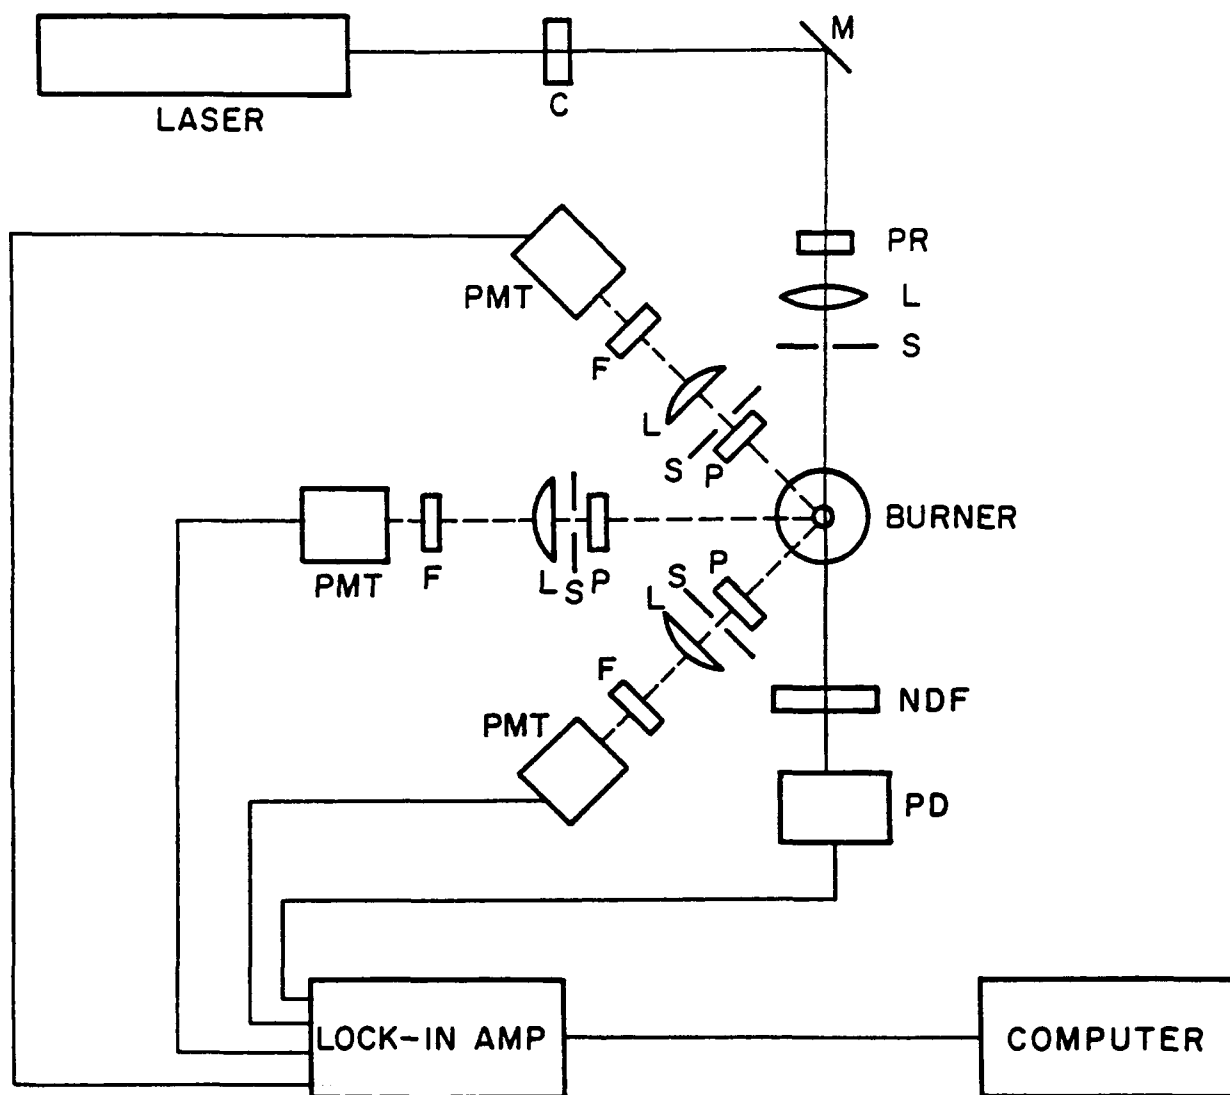 M
C
LASER
PR
PMT
L
S
F
L
S
P
BURNER
PMT
F
L
S
P
P
S
L
F
NDF
PMT
PD
LOCK-IN AMP
COMPUTER